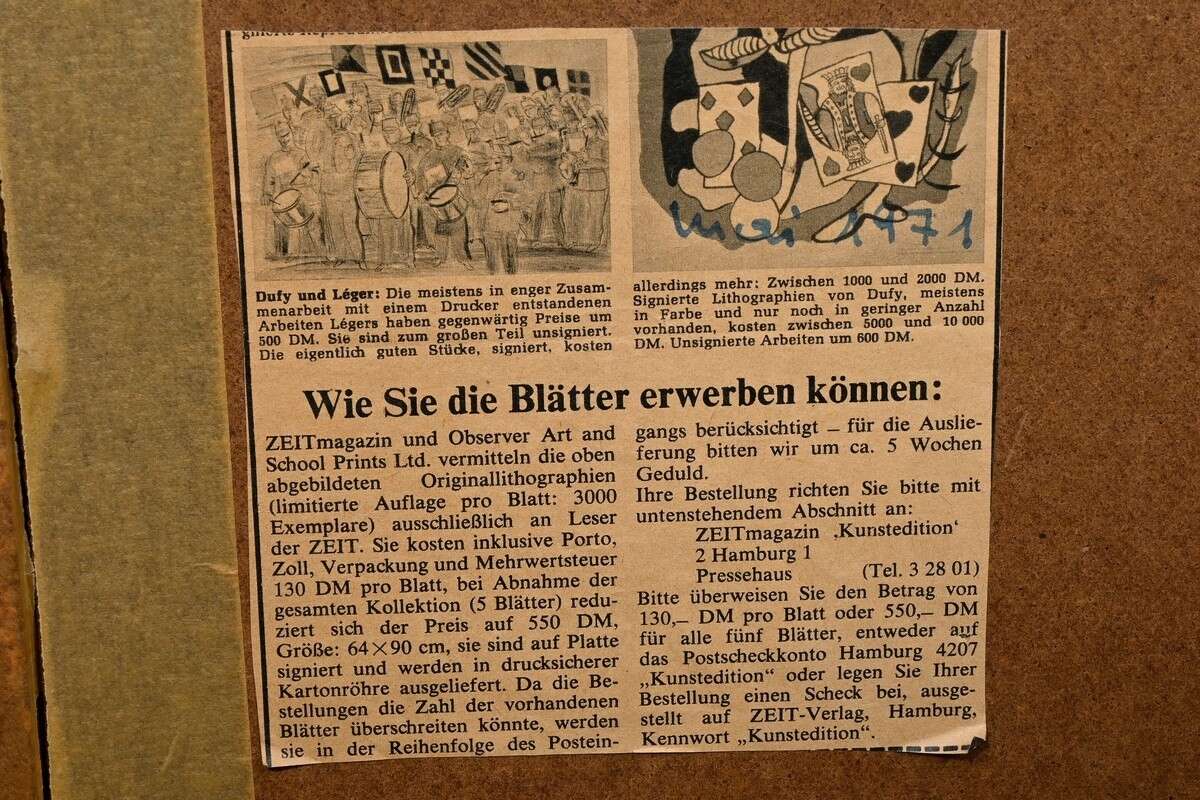 mai 1971
Dufy und Léger: Die meistens in enger Zusam-
menarbeit mit einem Drucker entstandenen
Arbeiten Légers haben gegenwärtig Preise um
500 DM. Sie sind zum großen Teil unsigniert.
Die eigentlich guten Stücke, signiert, kosten
allerdings mehr: Zwischen 1000 und 2000 DM.
Signierte Lithographien von Dufy, meistens
in Farbe und nur noch in geringer Anzahl
vorhanden, kosten zwischen 5000 und 10 000
DM. Unsignierte Arbeiten um 600 DM.
Wie Sie die Blätter erwerben können:
ZEITmagazin und Observer Art and
School Prints Ltd. vermitteln die oben
abgebildeten Originallithographien
(limitierte Auflage pro Blatt: 3000
Exemplare) ausschließlich an Leser
der ZEIT. Sie kosten inklusive Porto,
Zoll, Verpackung und Mehrwertsteuer
130 DM pro Blatt, bei Abnahme der
gesamten Kollektion (5 Blätter) redu-
ziert sich der Preis auf 550 DM,
Größe: 64×90 cm, sie sind auf Platte
signiert und werden in drucksicherer
Kartonröhre ausgeliefert. Da die Be-
stellungen die Zahl der vorhandenen
Blätter überschreiten könnte, werden
sie in der Reihenfolge des Postein-
gangs berücksichtigt – für die Auslie-
ferung bitten wir um ca. 5 Wochen
Geduld.
Ihre Bestellung richten Sie bitte mit
untenstehendem Abschnitt an:
ZEITmagazin ‚Kunstedition‘
2 Hamburg 1
Pressehaus (Tel. 3 28 01)
Bitte überweisen Sie den Betrag von
130,– DM pro Blatt oder 550,– DM
für alle fünf Blätter, entweder auf
das Postscheckkonto Hamburg 4207
„Kunstedition“ oder legen Sie Ihrer
Bestellung einen Scheck bei, ausge-
stellt auf ZEIT-Verlag, Hamburg,
Kennwort „Kunstedition“.